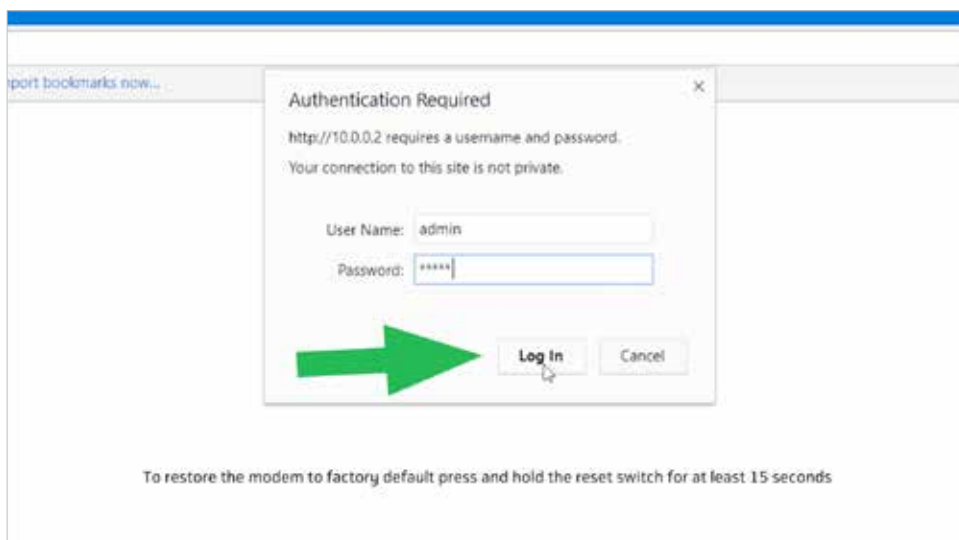 port bookmarks now...
Authentication Required
http://10.0.0.2 requires a username and password.
Your connection to this site is not private.
User Name: admin
Password: *****
Log In Cancel
To restore the modem to factory default press and hold the reset switch for at least 15 seconds